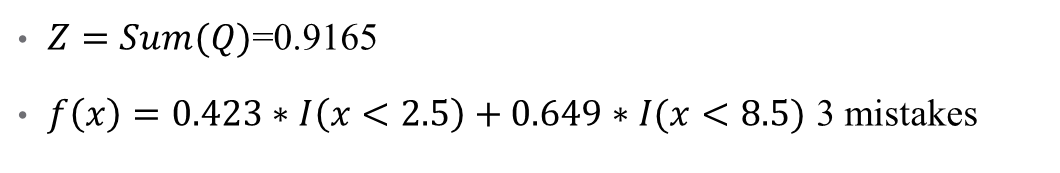 • Z = Sum(Q)=0.9165
• f(x) = 0.423 * I(x < 2.5) + 0.649 * I(x < 8.5) 3 mistakes